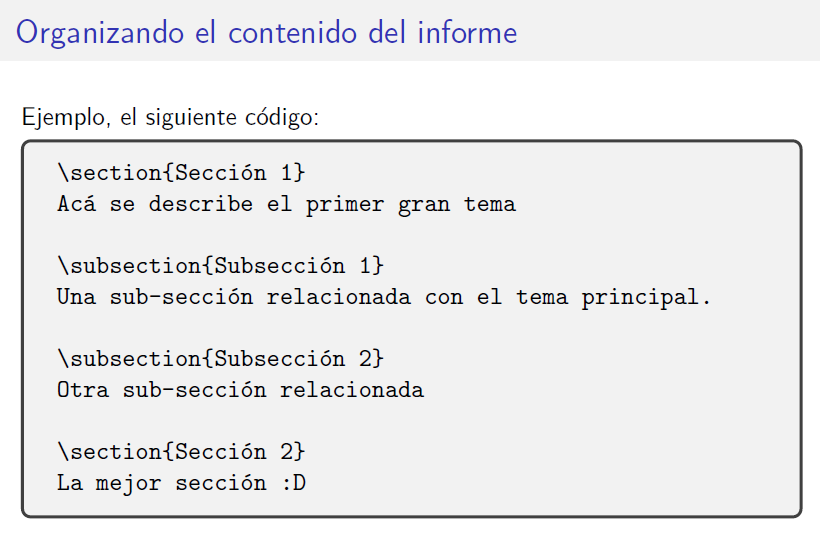 Organizando el contenido del informe
Ejemplo, el siguiente código:
\section{Sección 1}
Acá se describe el primer gran tema
\subsection{Subsección 1}
Una sub-sección relacionada con el tema principal.
\subsection{Subsección 2}
Otra sub-sección relacionada
\section{Sección 2}
La mejor sección :D